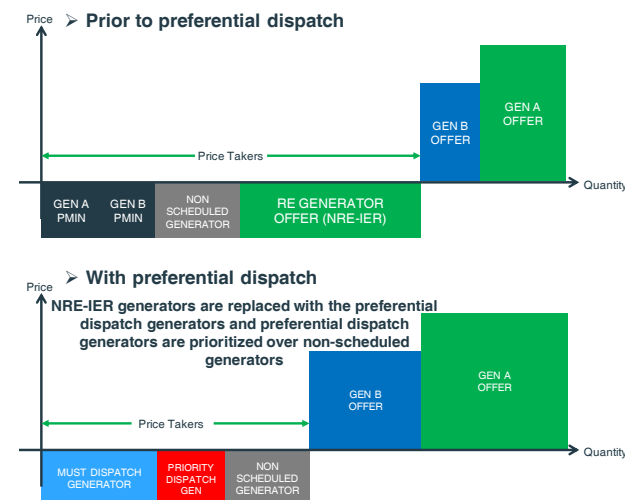 Price
➢ Prior to preferential dispatch
GEN A
OFFER
GEN B
OFFER
Price Takers
Quantity
GEN A
PMIN
GEN B
PMIN
NON
SCHEDULED
GENERATOR
RE GENERATOR
OFFER (NRE-IER)
Price
➢ With preferential dispatch
NRE-IER generators are replaced with the preferential
dispatch generators and preferential dispatch
generators are prioritized over non-scheduled
generators
GEN A
OFFER
GEN B
OFFER
Price Takers
Quantity
MUST DISPATCH
GENERATOR
PRIORITY
DISPATCH
GEN
NON
SCHEDULED
GENERATOR